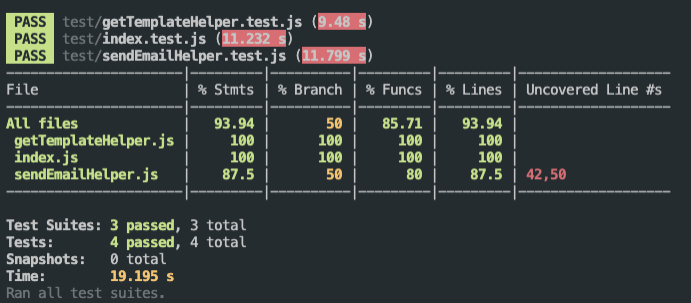 PASS test/getTemplateHelper.test.js (9.48 s)
PASS test/index.test.js (11.232 s)
PASS test/sendEmailHelper.test.js (11.799 s)
File | % Stmts | % Branch | % Funcs | % Lines | Uncovered Line #s
All files | 93.94 | 50 | 85.71 | 93.94 |
getTemplateHelper.js | 100 | 100 | 100 | 100 |
index.js | 100 | 100 | 100 | 100 |
sendEmailHelper.js | 87.5 | 50 | 80 | 87.5 | 42,50
Test Suites: 3 passed, 3 total
Tests: 4 passed, 4 total
Snapshots: 0 total
Time: 19.195 s
Ran all test suites.